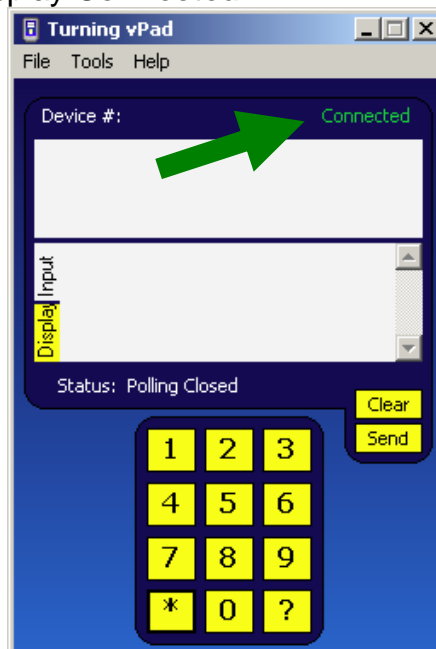 Turning vPad
File Tools Help
Device #: Connected
Input
Display
Status: Polling Closed
Clear
Send
1 2 3
4 5 6
7 8 9
* 0 ?